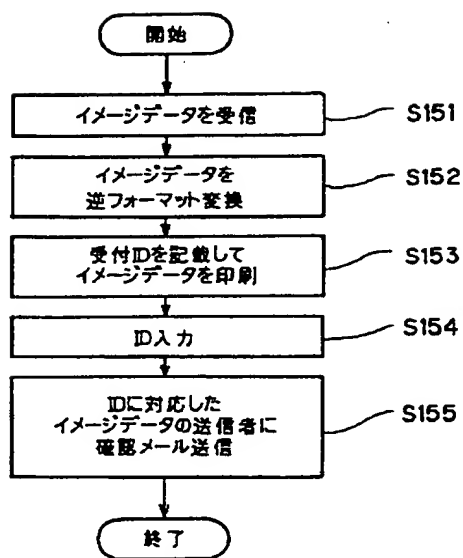 開始
イメージデータを受信
S151
イメージデータを
逆フォーマット変換
S152
受付IDを記載して
イメージデータを印刷
S153
ID入力
S154
IDに対応した
イメージデータの送信者に
確認メール送信
S155
終了